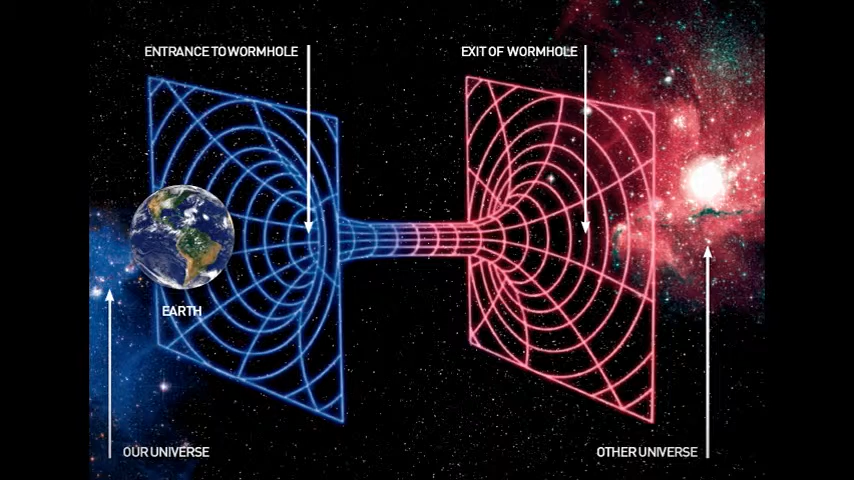 ENTRANCE TO WORMHOLE
EXIT OF WORMHOLE
EARTH
OUR UNIVERSE
OTHER UNIVERSE